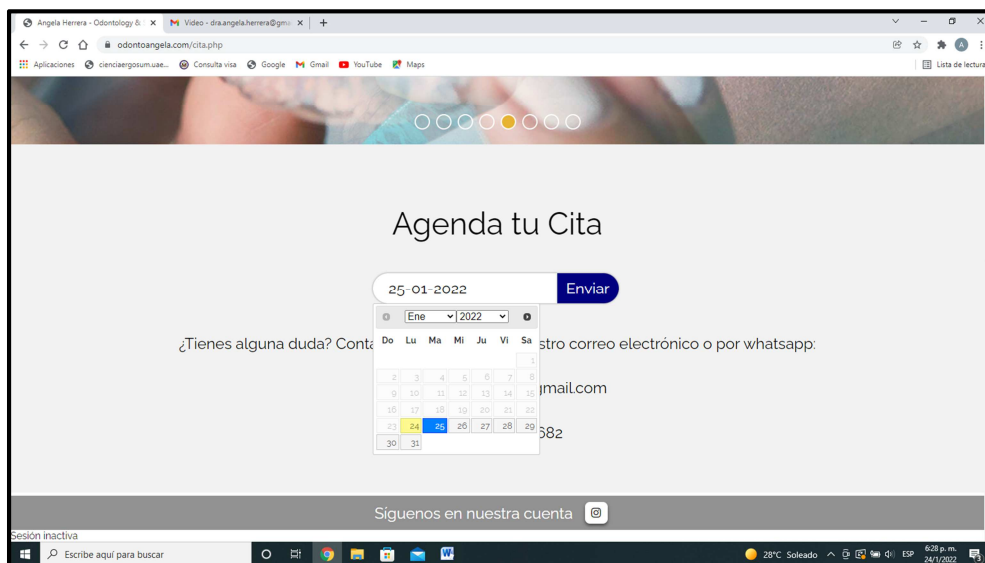 Angela Herrera - Odontology & S
Video - dra.angela.herrera@gma
odontoangela.com/cita.php
A
Aplicaciones
cienciaergosum.uae...
Consulta visa
Google
Gmail
YouTube
Maps
Lista de lectura
Agenda tu Cita
25-01-2022
Enviar
Ene 2022
Do Lu Ma Mi Ju Vi Sa
1
2 3 4 5 6 7 8
9 10 11 12 13 14 15
16 17 18 19 20 21 22
23 24 25 26 27 28 29
30 31
¿Tienes alguna duda? Conta stro correo electrónico o por whatsapp:
gmail.com
682
Síguenos en nuestra cuenta
Sesión inactiva
Escribe aquí para buscar
28°C Soleado
ESP
6:28 p. m.
24/1/2022
3